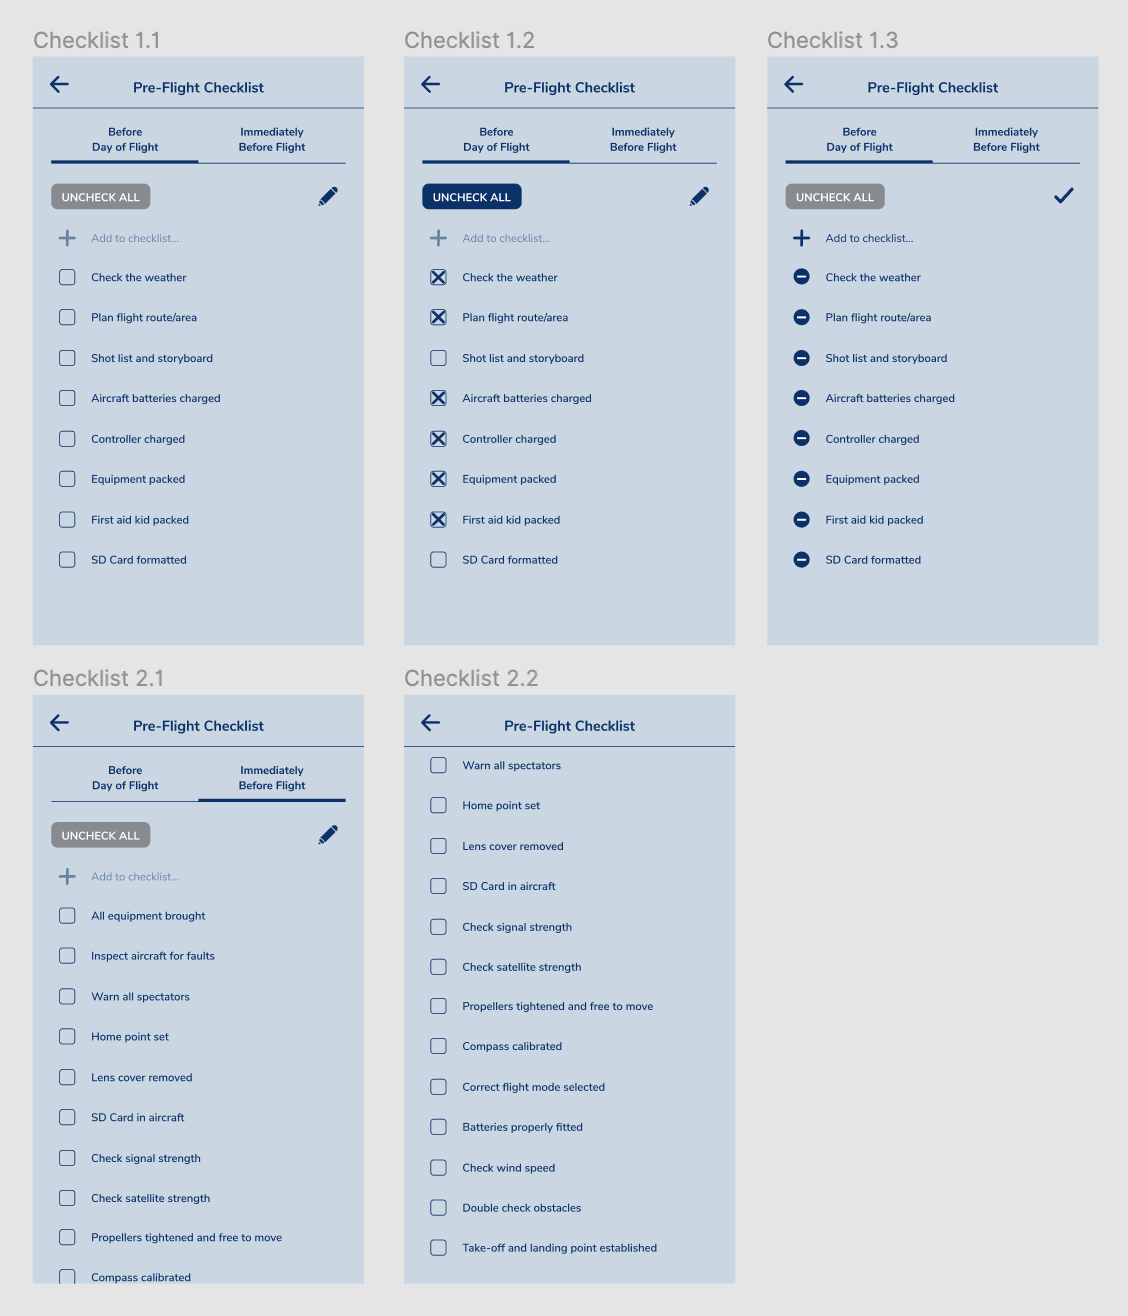 Checklist 1.1
Pre-Flight Checklist
Before
Day of Flight
Immediately
Before Flight
UNCHECK ALL
Add to checklist...
Check the weather
Plan flight route/area
Shot list and storyboard
Aircraft batteries charged
Controller charged
Equipment packed
First aid kid packed
SD Card formatted
Checklist 1.2
Pre-Flight Checklist
Before
Day of Flight
Immediately
Before Flight
UNCHECK ALL
Add to checklist...
Check the weather
Plan flight route/area
Shot list and storyboard
Aircraft batteries charged
Controller charged
Equipment packed
First aid kid packed
SD Card formatted
Checklist 1.3
Pre-Flight Checklist
Before
Day of Flight
Immediately
Before Flight
UNCHECK ALL
Add to checklist...
Check the weather
Plan flight route/area
Shot list and storyboard
Aircraft batteries charged
Controller charged
Equipment packed
First aid kid packed
SD Card formatted
Checklist 2.1
Pre-Flight Checklist
Before
Day of Flight
Immediately
Before Flight
UNCHECK ALL
Add to checklist...
All equipment brought
Inspect aircraft for faults
Warn all spectators
Home point set
Lens cover removed
SD Card in aircraft
Check signal strength
Check satellite strength
Propellers tightened and free to move
Compass calibrated
Checklist 2.2
Pre-Flight Checklist
Warn all spectators
Home point set
Lens cover removed
SD Card in aircraft
Check signal strength
Check satellite strength
Propellers tightened and free to move
Compass calibrated
Correct flight mode selected
Batteries properly fitted
Check wind speed
Double check obstacles
Take-off and landing point established